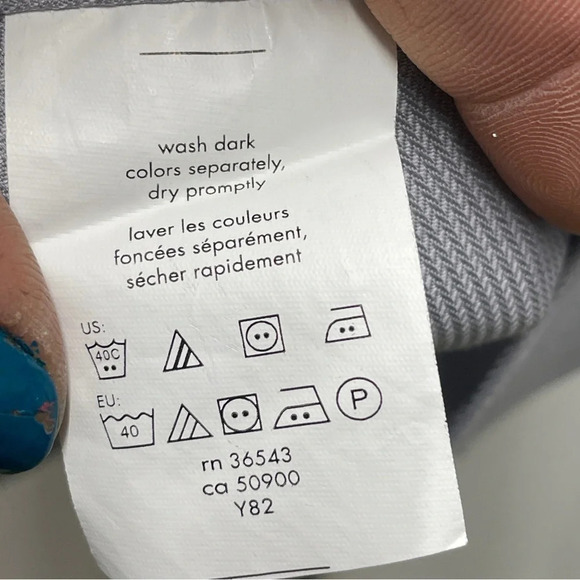 wash dark
colors separately,
dry promptly
laver les couleurs
foncées séparément,
sécher rapidement
US:
40C
EU:
40
P
rn 36543
ca 50900
Y82